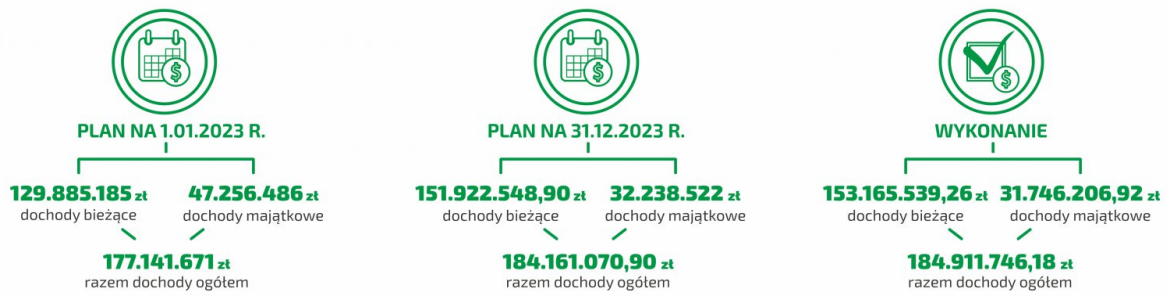 PLAN NA 1.01.2023 R.
129.885.185 zł
dochody bieżące
47.256.486 zł
dochody majątkowe
177.141.671 zł
razem dochody ogółem
PLAN NA 31.12.2023 R.
151.922.548,90 zł
dochody bieżące
32.238.522 zł
dochody majątkowe
184.161.070,90 zł
razem dochody ogółem
WYKONANIE
153.165.539,26 zł
dochody bieżące
31.746.206,92 zł
dochody majątkowe
184.911.746,18 zł
razem dochody ogółem